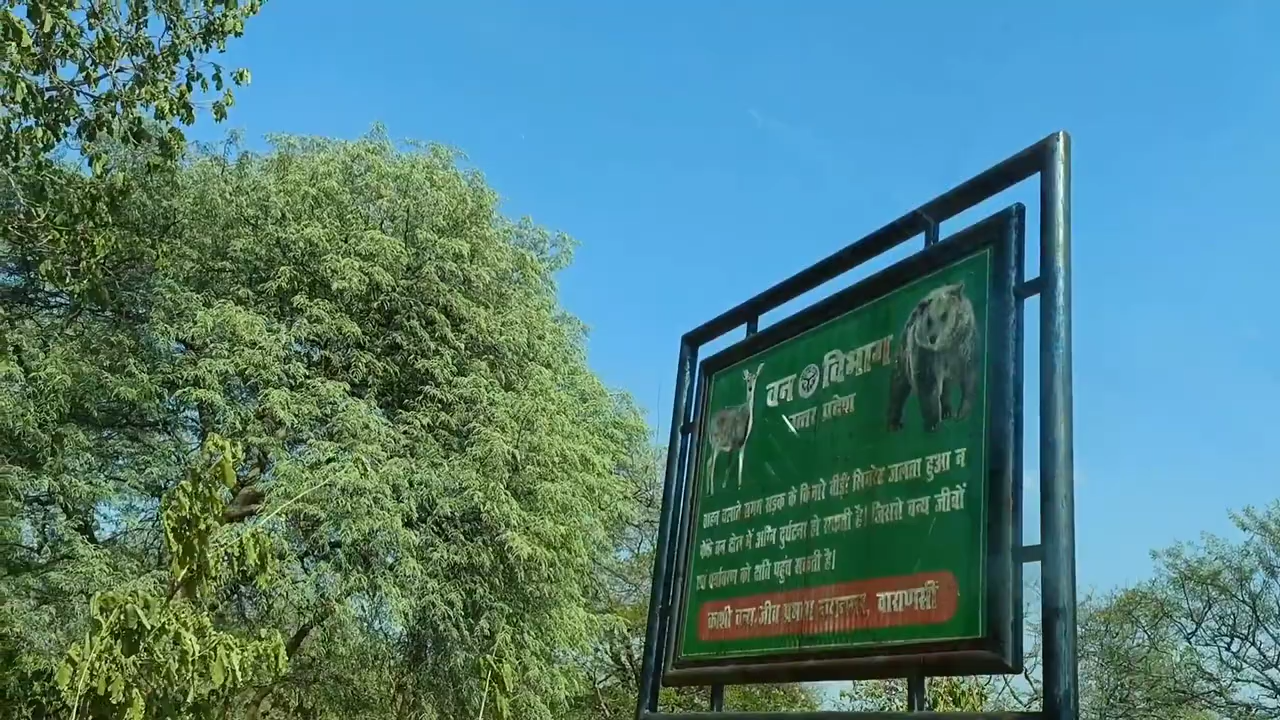 वन विभाग
उत्तर प्रदेश
वाहन चलाते समय सड़क के किनारे बीड़ी सिगरेट जलता हुआ न
फेंके वन क्षेत्र में अग्नि दुर्घटना हो सकती है। जिससे वन्य जीवों
एवं पर्यावरण को क्षति पहुंच सकती है।
काशी वन्य जीव प्रभाग रामनगर, वाराणसी